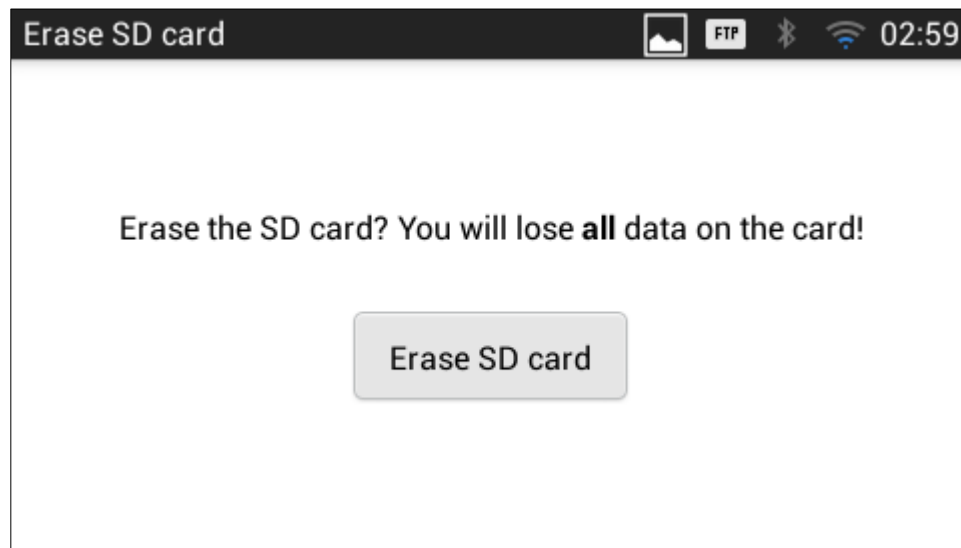 Erase SD card FTP 02:59
Erase the SD card? You will lose all data on the card!
Erase SD card